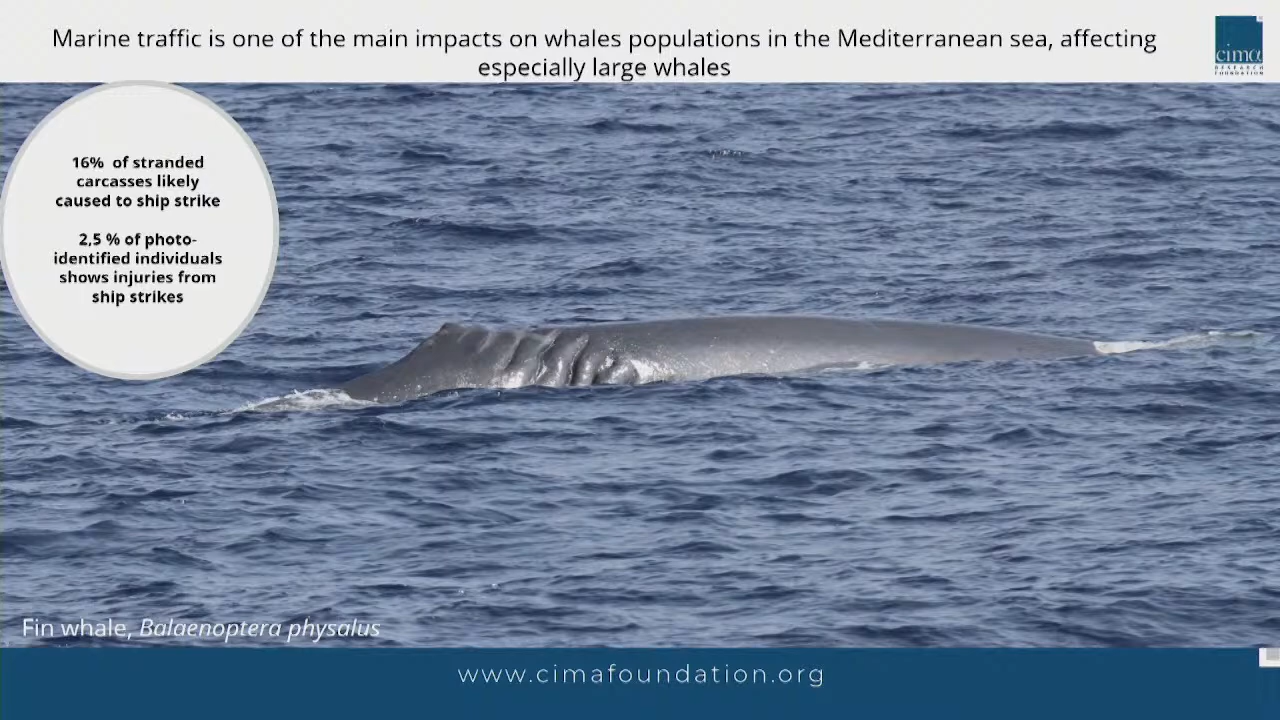 Marine traffic is one of the main impacts on whales populations in the Mediterranean sea, affecting
especially large whales
cima
RESEARCH
FOUNDATION
16% of stranded
carcasses likely
caused to ship strike
2,5 % of photo-
identified individuals
shows injuries from
ship strikes
Fin whale, Balaenoptera physalus
www.cimafoundation.org